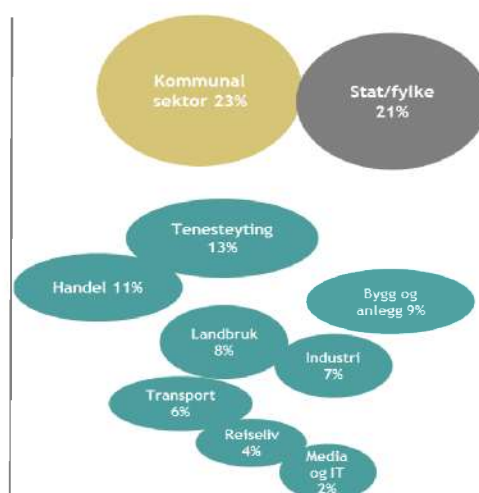 Kommunal
sektor 23%
Stat/fylke
21%
Tenesteyting
13%
Handel 11%
Bygg og
anlegg 9%
Landbruk
8%
Industri
7%
Transport
6%
Reiseliv
4%
Media
og IT
2%